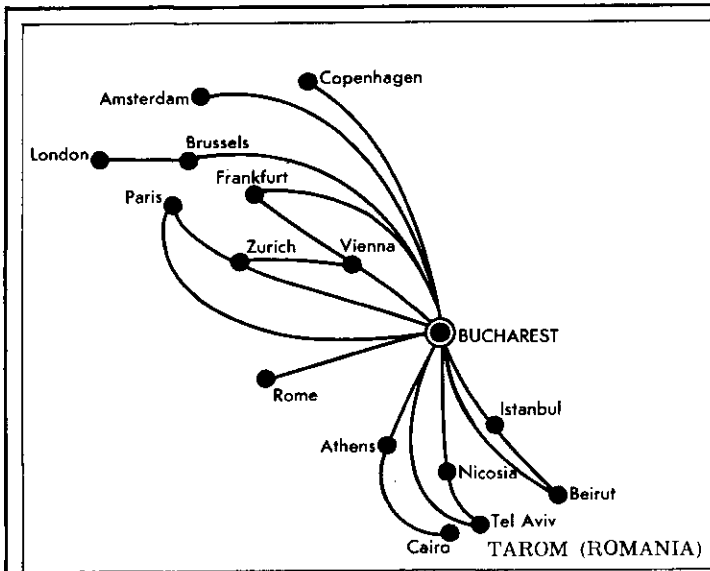 Copenhagen
Amsterdam
London
Brussels
Frankfurt
Paris
Zurich
Vienna
BUCHAREST
Rome
Istanbul
Athens
Nicosia
Beirut
Tel Aviv
Cairo
TAROM (ROMANIA)